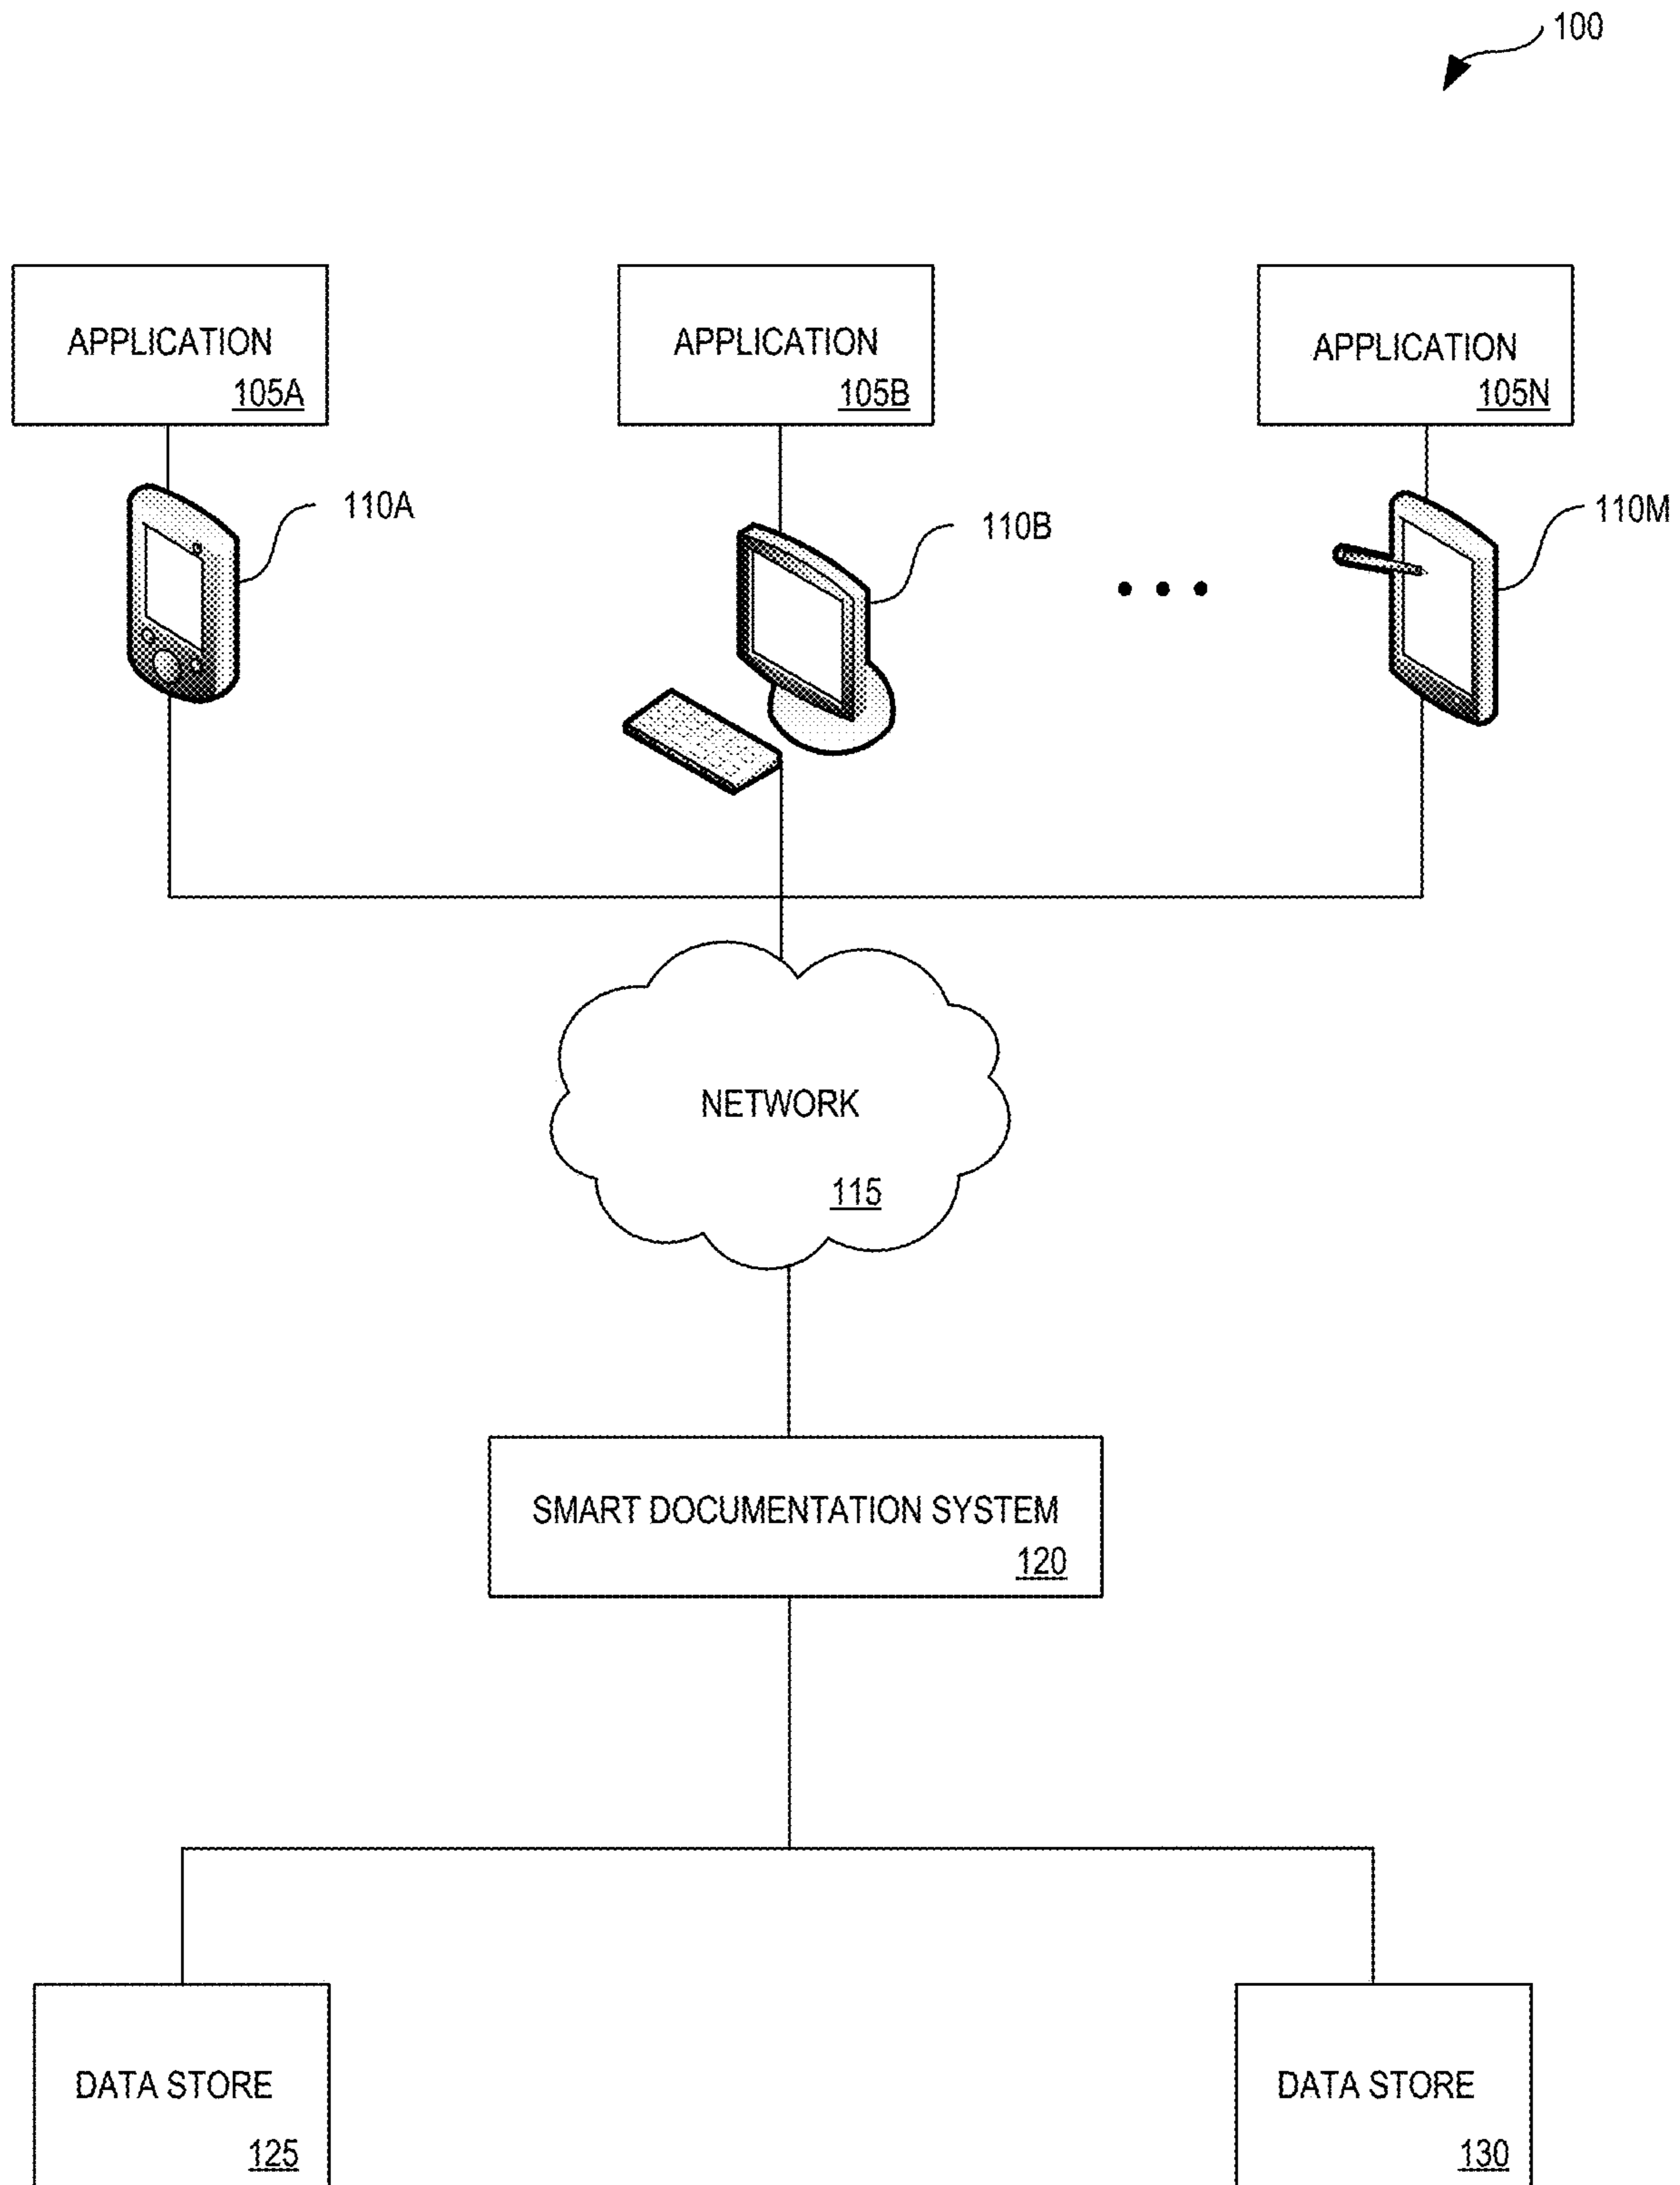 100
APPLICATION
105A
APPLICATION
105B
APPLICATION
105N
110A
110B
110M
NETWORK
115
SMART DOCUMENTATION SYSTEM
120
DATA STORE
125
DATA STORE
130